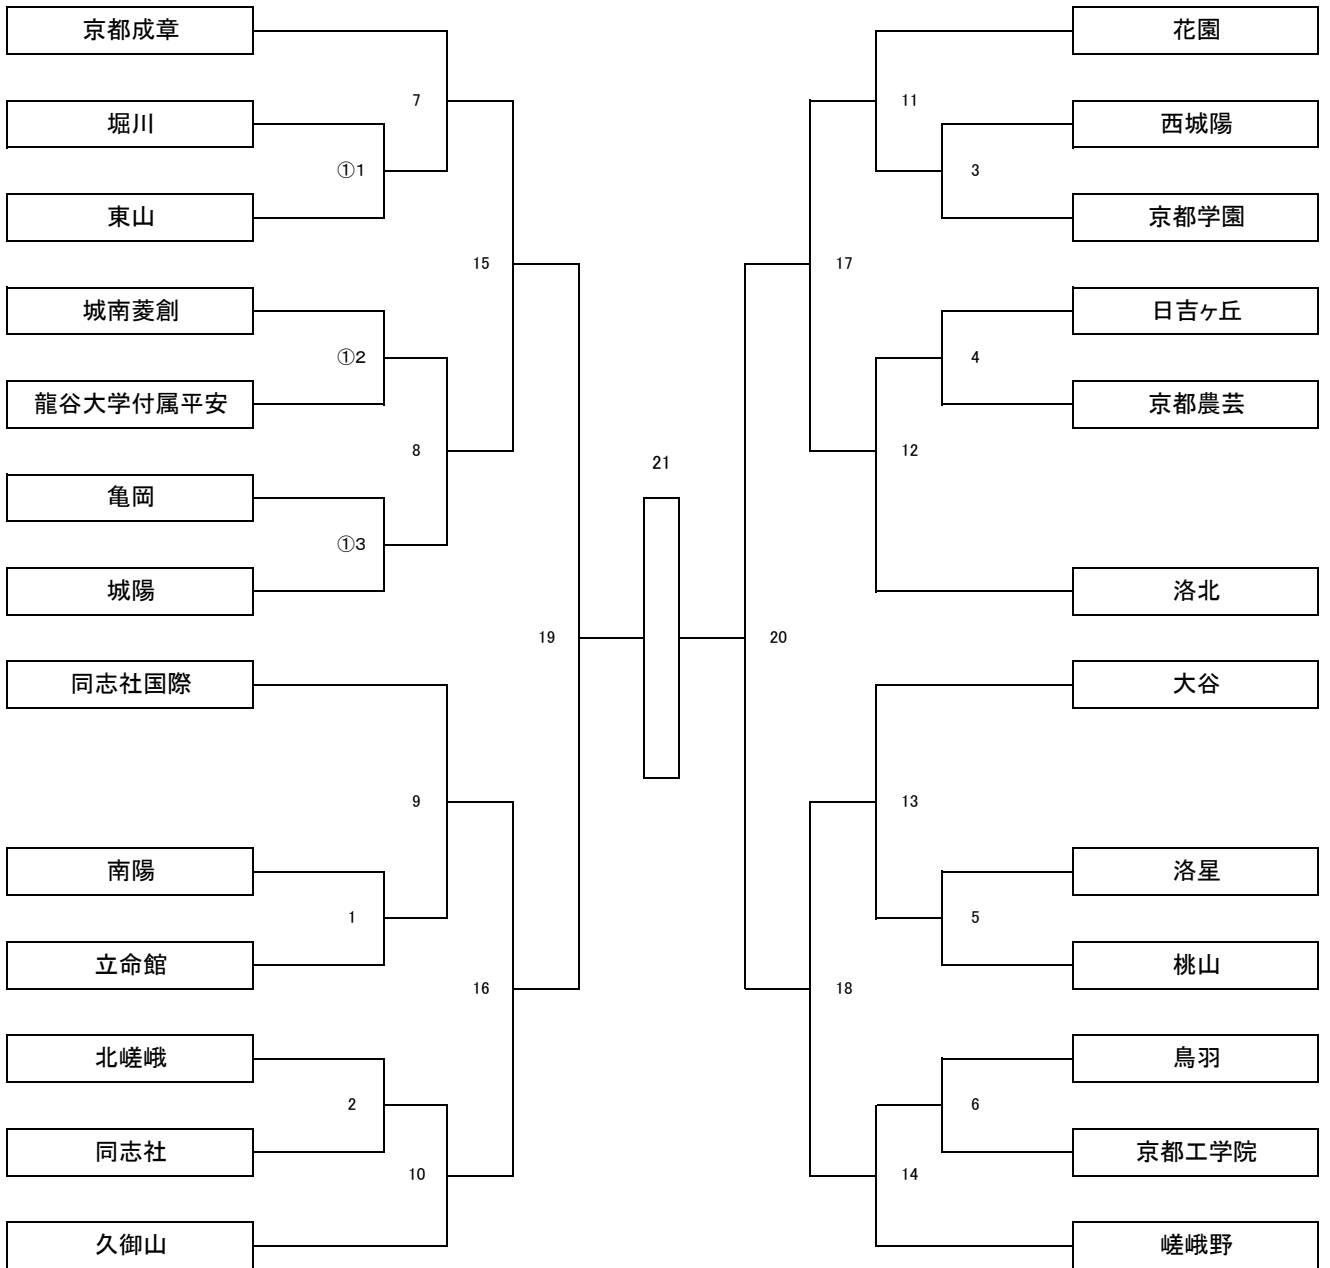 京都成章
堀川
東山
城南菱創
龍谷大学付属平安
亀岡
城陽
同志社国際
南陽
立命館
北嵯峨
同志社
久御山
7
①1
15
①2
8
①3
19
9
1
16
2
10
21
花園
西城陽
京都学園
日吉ヶ丘
京都農芸
洛北
大谷
洛星
桃山
鳥羽
京都工学院
嵯峨野
11
3
17
4
12
20
13
5
18
6
14